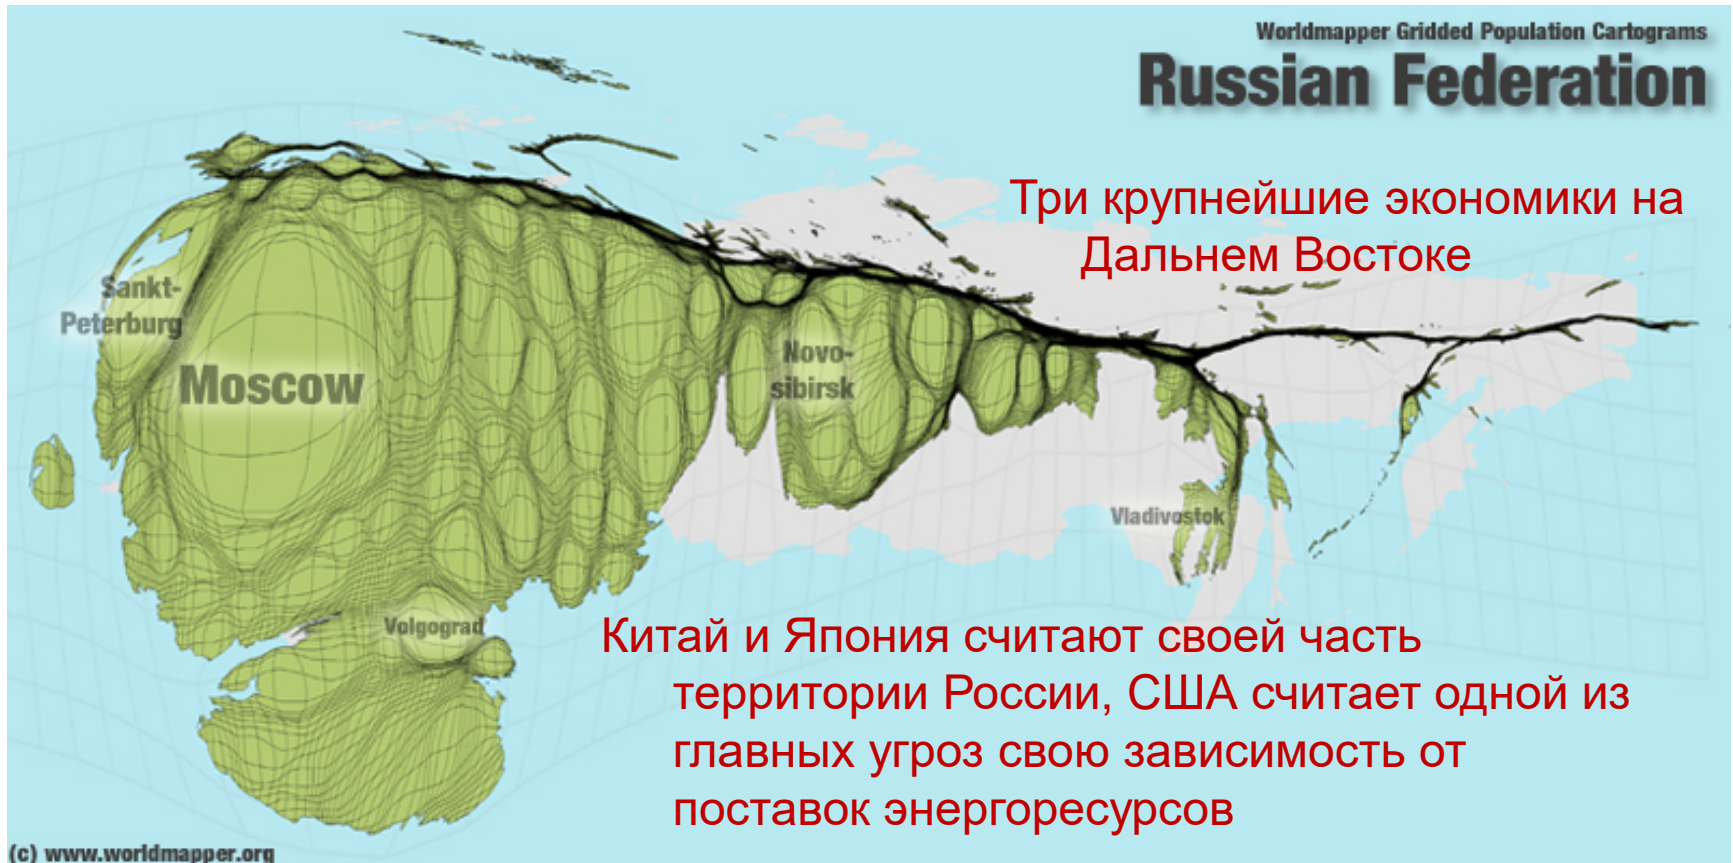 Worldmapper Gridded Population Cartograms
Russian Federation
Три крупнейшие экономики на
Дальнем Востоке
Sankt-
Peterburg
Moscow
Novo-
sibirsk
Vladivostok
Volgograd
Китай и Япония считают своей часть
территории России, США считает одной из
главных угроз свою зависимость от
поставок энергоресурсов
(c) www.worldmapper.org